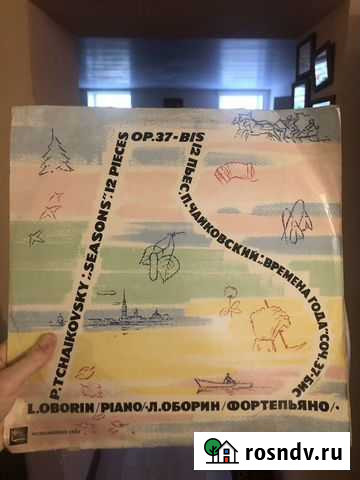 P.TCHAIKOVSKY:„SEASONS".12 PIECES OP.37-BIS
12 ПЬЕС.П.ЧАЙКОВСКИЙ:„ВРЕМЕНА ГОДА"СОЧ.37-БИС
L.OBORIN/PIANO/·Л.ОБОРИН/ФОРТЕПЬЯНО/·
rosndv.ru